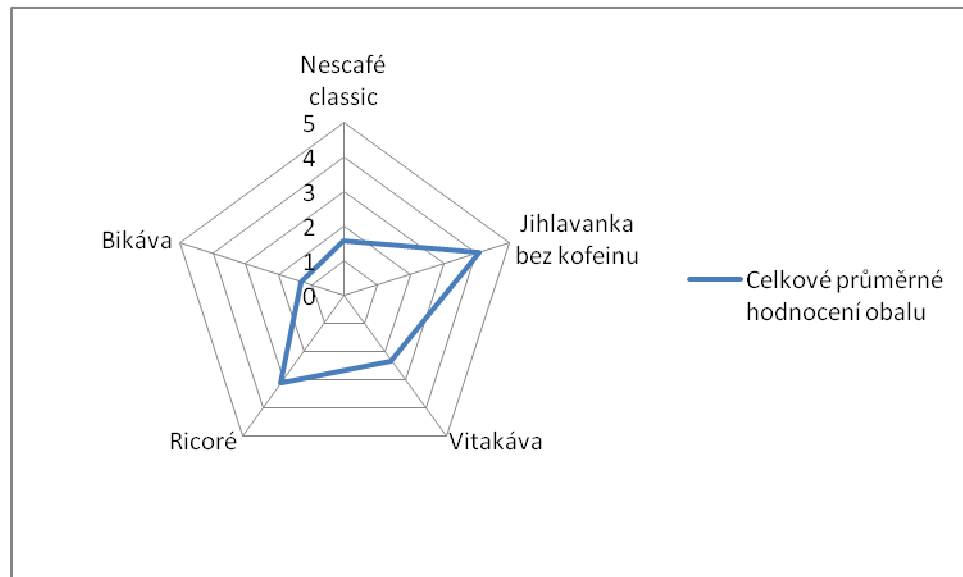 Nescafé
classic
5
4
3
2
1
0
Jihlavanka
bez kofeinu
Bikáva
Ricoré
Vitakáva
Celkové průměrné
hodnocení obalu